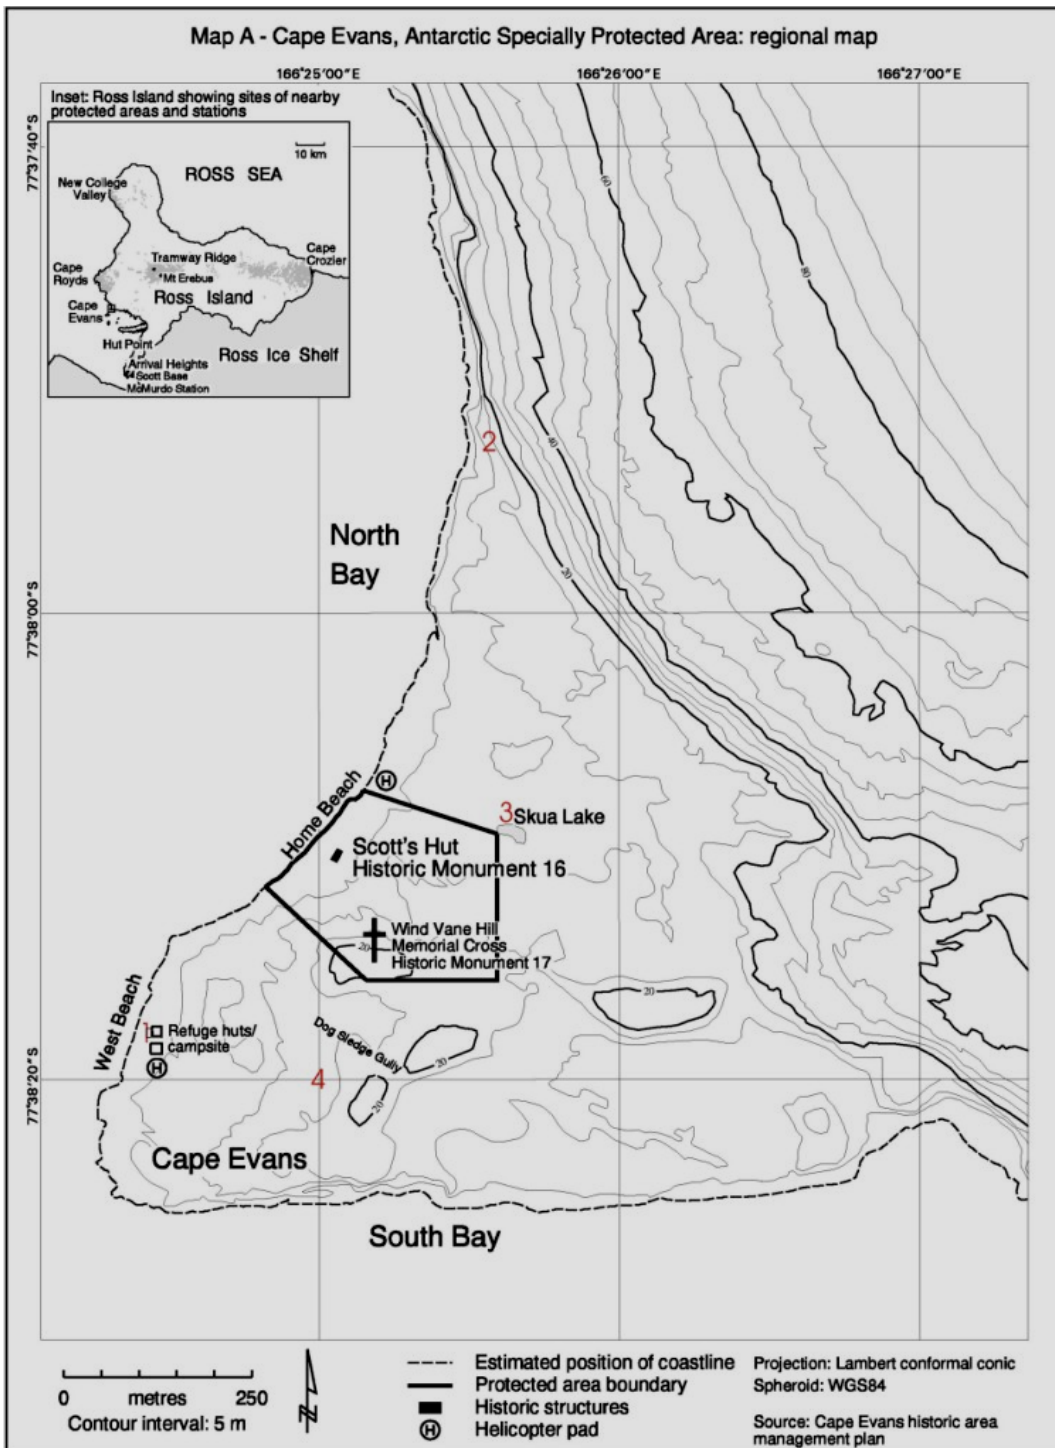 Map A - Cape Evans, Antarctic Specially Protected Area: regional map
166°25'00"E
166°26'00"E
166°27'00"E
Inset: Ross Island showing sites of nearby
protected areas and stations
10 km
ROSS SEA
New College
Valley
Cape
Crozier
Tramway Ridge
Cape
Royds
Mt Erebus
Ross Island
Cape
Evans
Hut Point
Ross Ice Shelf
Arrival Heights
Scott Base
McMurdo Station
77°37'40"S
60
80
2
40
North
Bay
20
77°38'00"S
H
Home Beach
3
Skua Lake
Scott's Hut
Historic Monument 16
Wind Vane Hill
Memorial Cross
Historic Monument 17
20
20
West Beach
1
Refuge huts/
campsite
H
Dog Sledge Gully
20
4
20
20
77°38'20"S
Cape Evans
South Bay
0 metres 250
Contour interval: 5 m
N
Estimated position of coastline
Protected area boundary
Historic structures
H
Helicopter pad
Projection: Lambert conformal conic
Spheroid: WGS84
Source: Cape Evans historic area
management plan